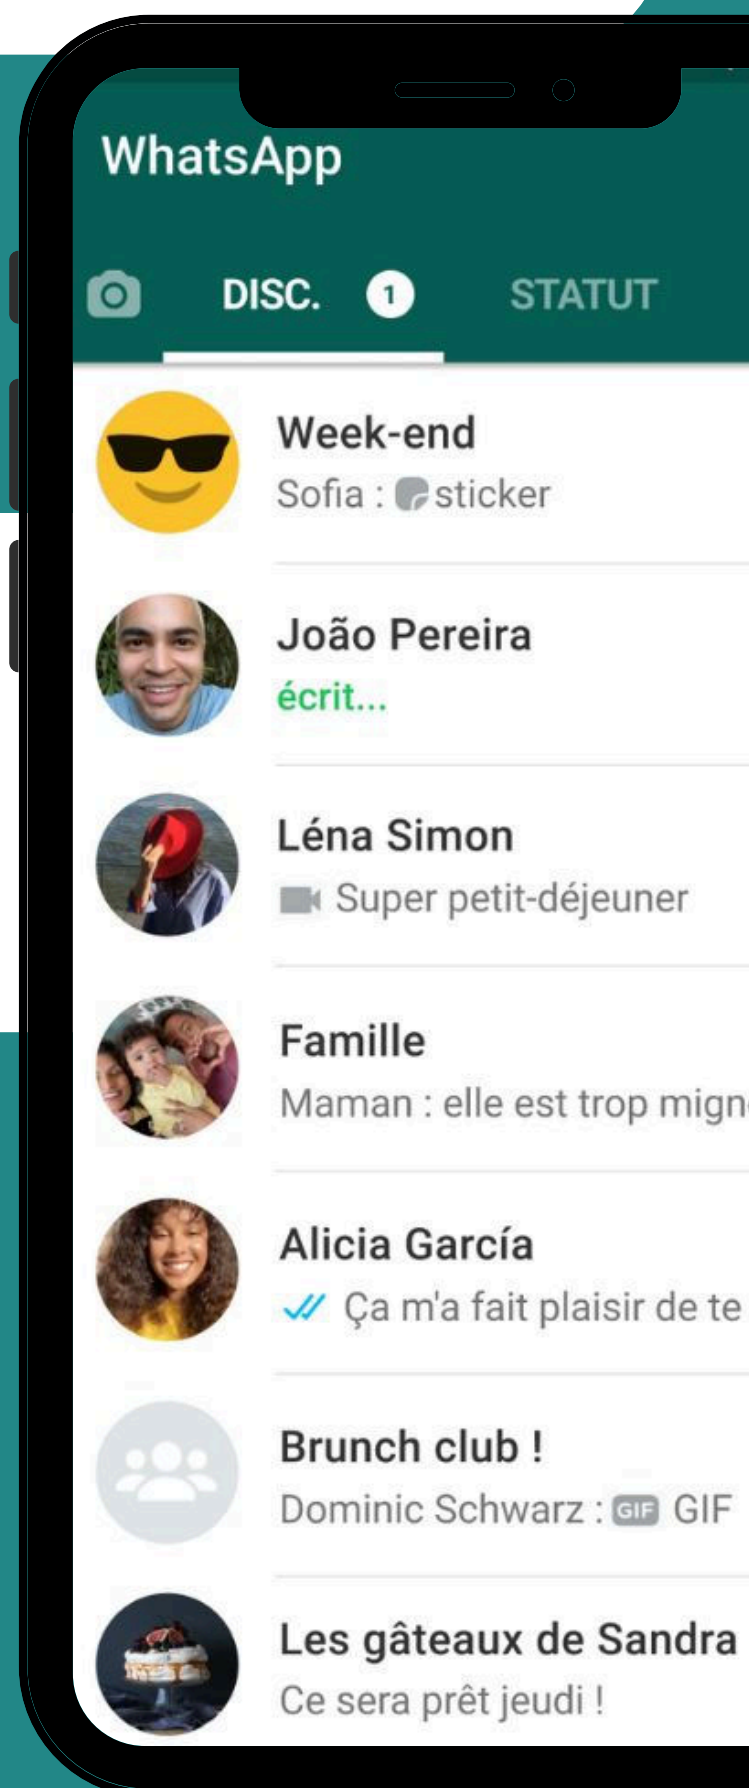 WhatsApp
DISC. 1 STATUT
Week-end
Sofia : sticker
João Pereira
écrit...
Léna Simon
Super petit-déjeuner
Famille
Maman : elle est trop
Alicia García
Ça m'a fait plaisir de te
Brunch club !
Dominic Schwarz : GIF GIF
Les gâteaux de Sandra
Ce sera prêt jeudi !